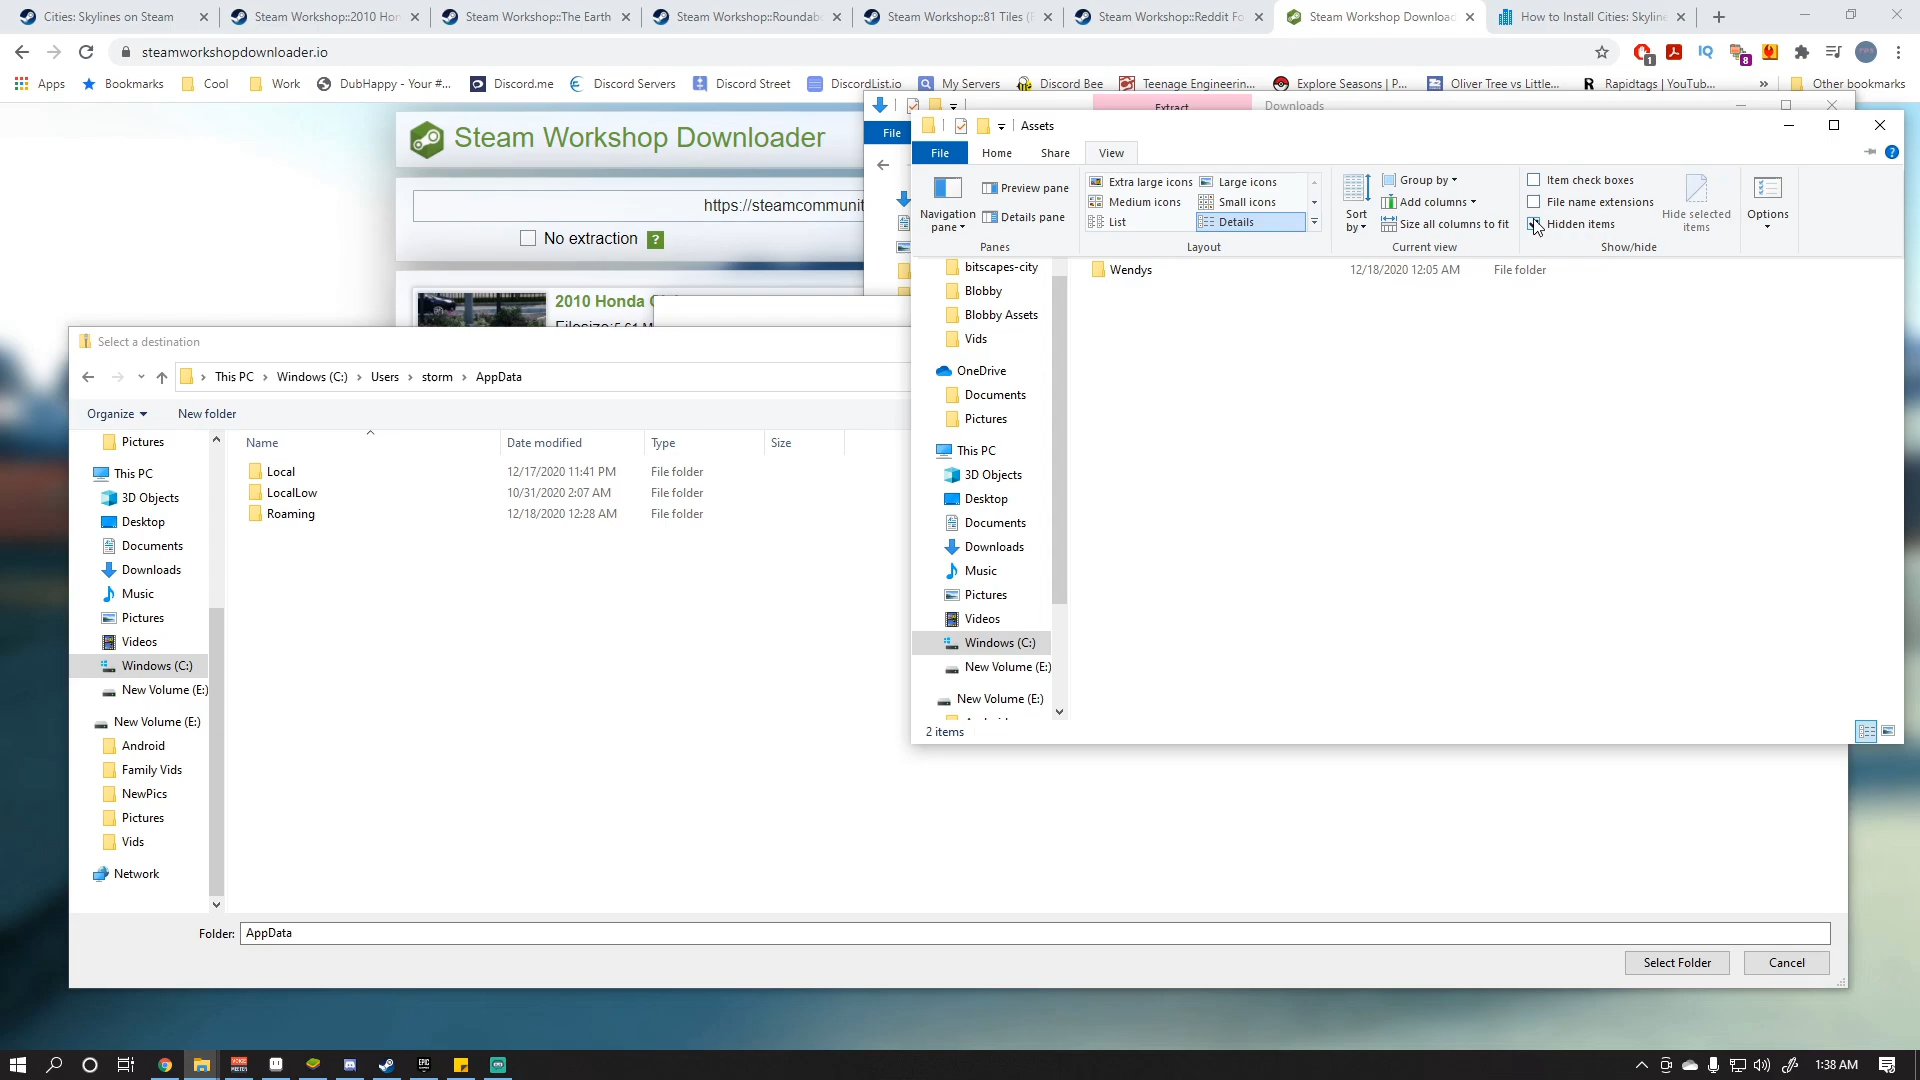 Cities: Skylines on Steam
Steam Workshop::2010 Hon
Steam Workshop::The Earth
Steam Workshop::Roundab
Steam Workshop::81 Tiles (F
Steam Workshop::Reddit Fo
Steam Workshop Download
How to Install Cities: Skyline
steamworkshopdownloader.io
1
8
Apps
Bookmarks
Cool
Work
DubHappy - Your #...
Discord.me
Discord Servers
Discord Street
DiscordList.io
My Servers
Discord Bee
Teenage Engineerin...
Explore Seasons | P...
Oliver Tree vs Little...
Rapidtags | YouTub...
»
Other bookmarks
Steam Workshop Downloader
https://steamcommunit
No extraction ?
2010 Honda
Filesize: 5.61 M
Extract
Downloads
File
Assets
File
Home
Share
View
Navigation pane
Preview pane
Details pane
Panes
Extra large icons
Large icons
Medium icons
Small icons
List
Details
Layout
Sort by
Group by
Add columns
Size all columns to fit
Current view
Item check boxes
File name extensions
Hidden items
Hide selected items
Show/hide
Options
bitscapes-city
Blobby
Blobby Assets
Vids
OneDrive
Documents
Pictures
This PC
3D Objects
Desktop
Documents
Downloads
Music
Pictures
Videos
Windows (C:)
New Volume (E:)
New Volume (E:)
Wendys
12/18/2020 12:05 AM
File folder
2 items
Select a destination
This PC > Windows (C:) > Users > storm > AppData
Organize
New folder
Name
Date modified
Type
Size
Local 12/17/2020 11:41 PM File folder
LocalLow 10/31/2020 2:07 AM File folder
Roaming 12/18/2020 12:28 AM File folder
Pictures
This PC
3D Objects
Desktop
Documents
Downloads
Music
Pictures
Videos
Windows (C:)
New Volume (E:)
New Volume (E:)
Android
Family Vids
NewPics
Pictures
Vids
Network
Folder: AppData
Select Folder
Cancel
1:38 AM